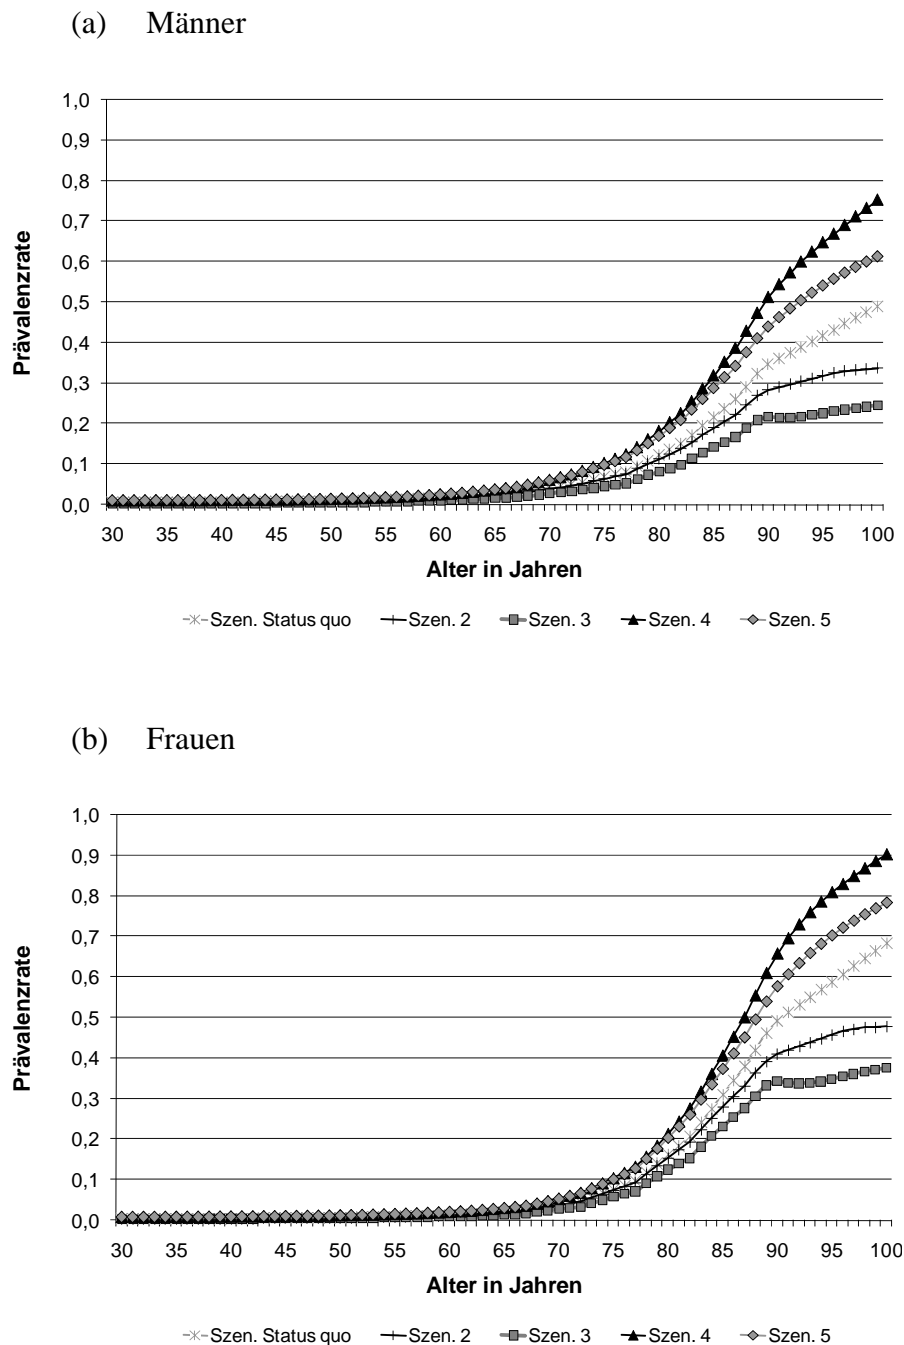 (a) Männer
1,0
0,9
0,8
0,7
0,6
0,5
0,4
0,3
0,2
0,1
0,0
Prävalenzrate
30 35 40 45 50 55 60 65 70 75 80 85 90 95 100
Alter in Jahren
Szen. Status quo Szen. 2 Szen. 3 Szen. 4 Szen. 5
(b) Frauen
1,0
0,9
0,8
0,7
0,6
0,5
0,4
0,3
0,2
0,1
0,0
Prävalenzrate
30 35 40 45 50 55 60 65 70 75 80 85 90 95 100
Alter in Jahren
Szen. Status quo Szen. 2 Szen. 3 Szen. 4 Szen. 5